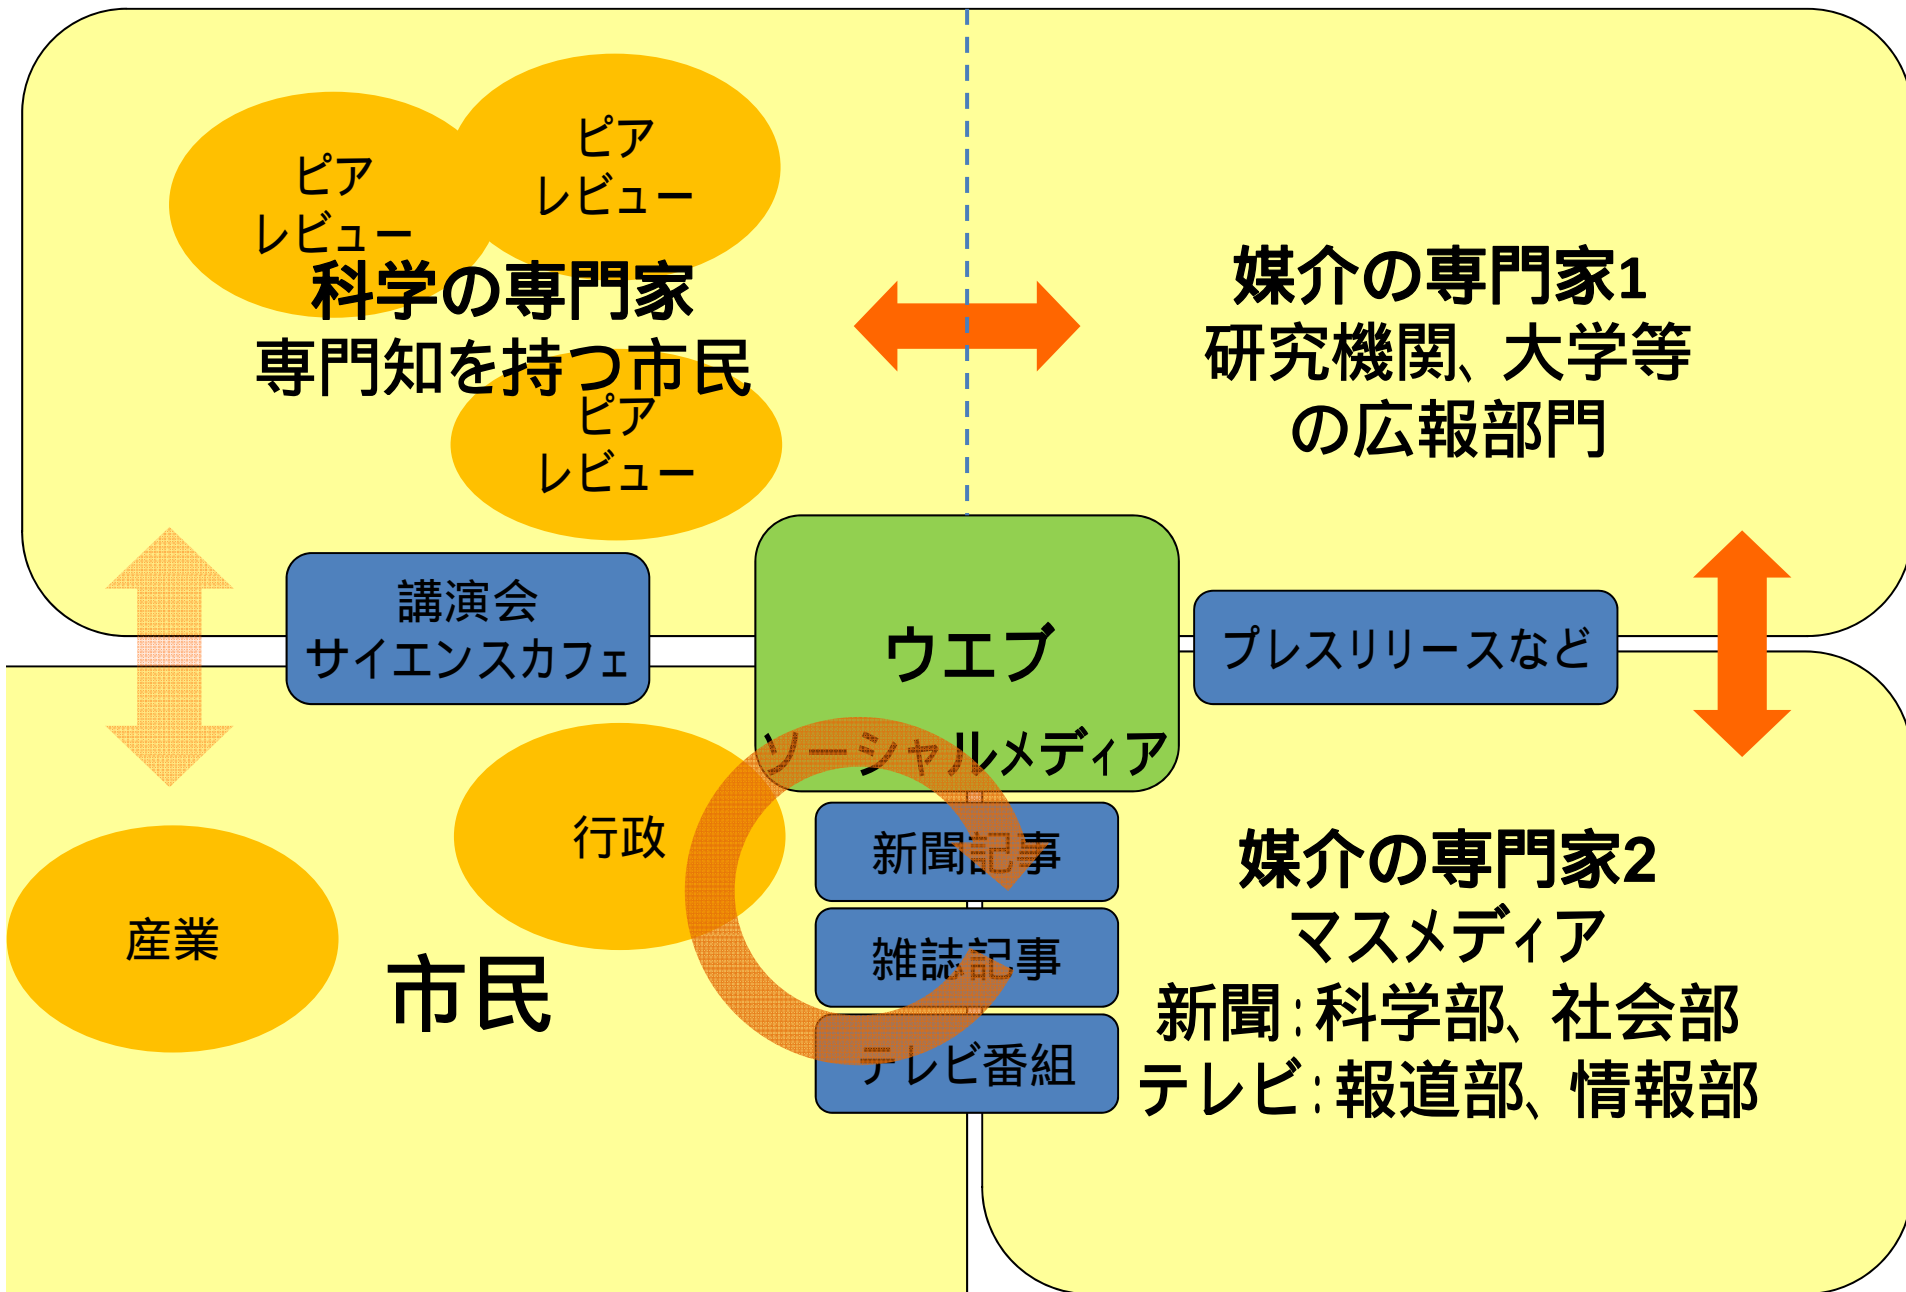 ピア
レビュー
ピア
レビュー
科学の専門家
専門知を持つ市民
ピア
レビュー
媒介の専門家1
研究機関、大学等
の広報部門
講演会
サイエンスカフェ
ウエブ
ソーシャルメディア
プレスリリースなど
行政
産業
市民
新聞記事
雑誌記事
テレビ番組
媒介の専門家2
マスメディア
新聞:科学部、社会部
テレビ:報道部、情報部